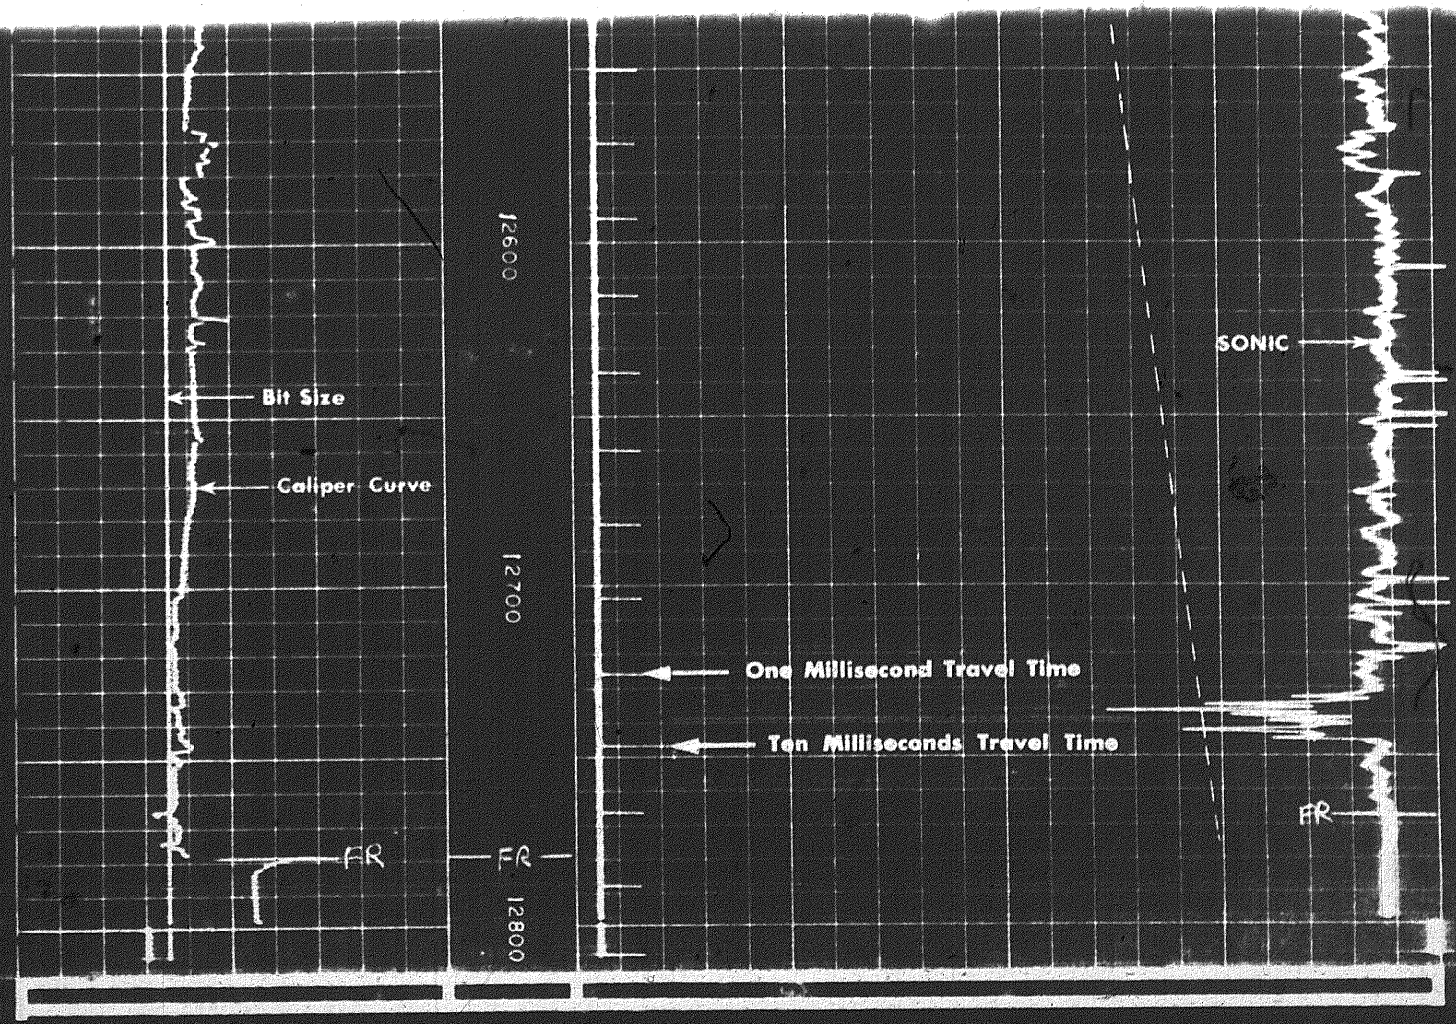 12600
SONIC
Bit Size
Caliper Curve
12700
One Millisecond Travel Time
Ten Milliseconds Travel Time
FR
FR
FR
12800